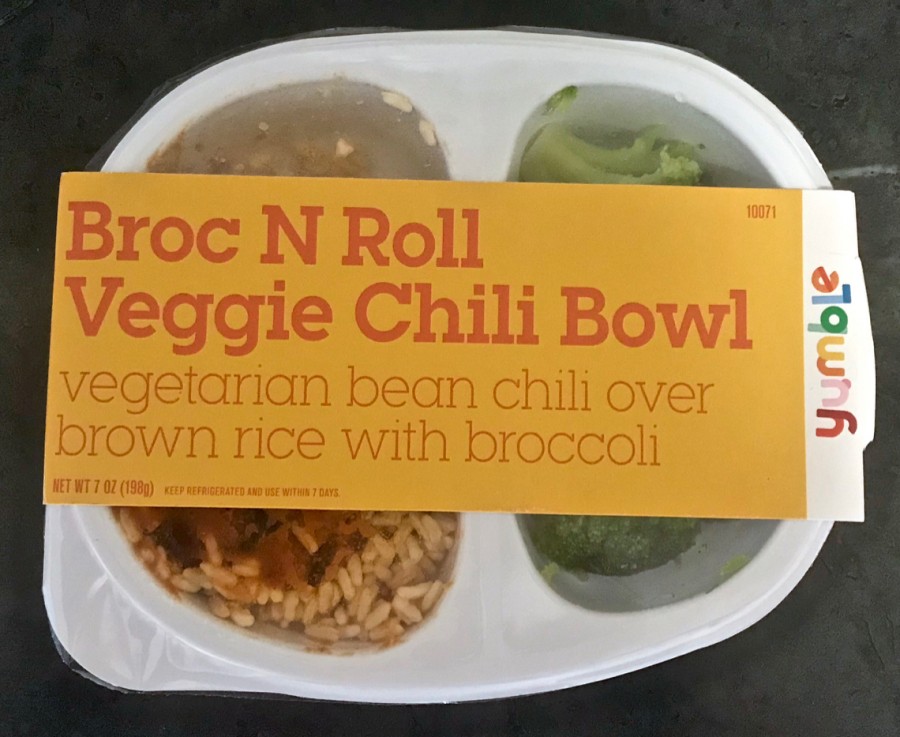 10071
Broc N Roll
Veggie Chili Bowl
vegetarian bean chili over
brown rice with broccoli
NET WT 7 OZ (198g) KEEP REFRIGERATED AND USE WITHIN 7 DAYS.
yumble